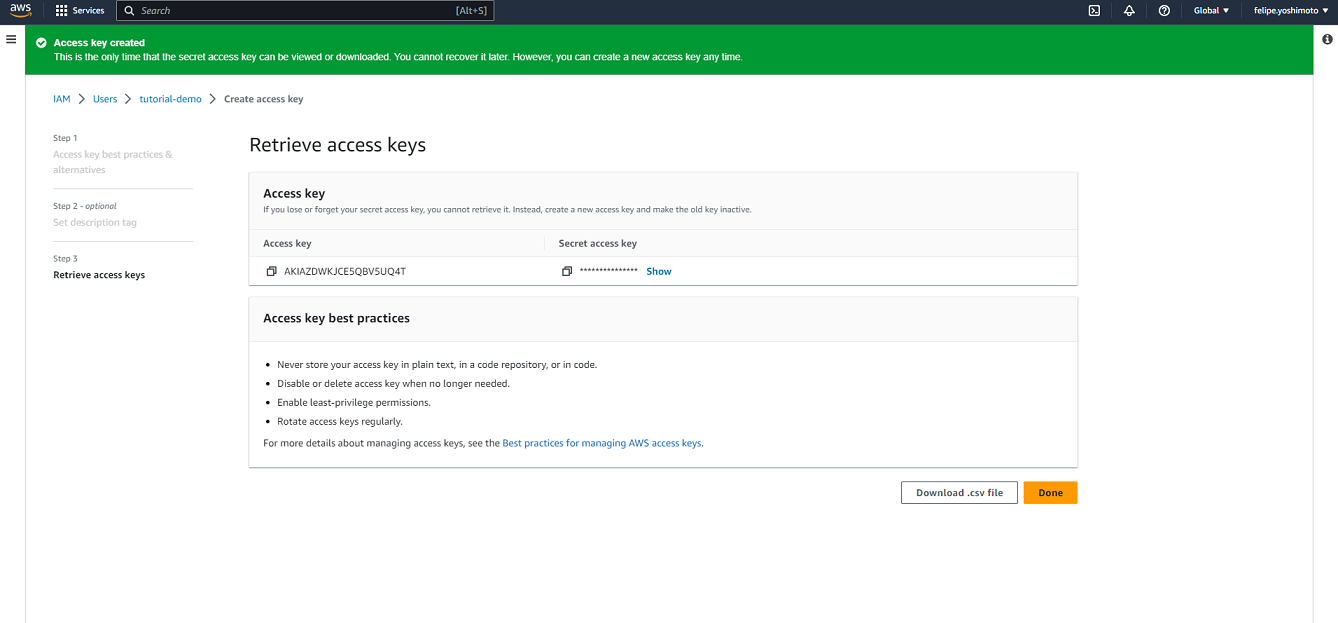 aws
Services
Search
[Alt+S]
Global
felipe.yoshimoto
Access key created
This is the only time that the secret access key can be viewed or downloaded. You cannot recover it later. However, you can create a new access key any time.
IAM
Users
tutorial-demo
Create access key
Step 1
Access key best practices &
alternatives
Step 2 - optional
Set description tag
Step 3
Retrieve access keys
Retrieve access keys
Access key
If you lose or forget your secret access key, you cannot retrieve it. Instead, create a new access key and make the old key inactive.
Access key
Secret access key
AKIAZDWKJCE5QBV5UQ4T
***************
Show
Access key best practices
Never store your access key in plain text, in a code repository, or in code.
Disable or delete access key when no longer needed.
Enable least-privilege permissions.
Rotate access keys regularly.
For more details about managing access keys, see the Best practices for managing AWS access keys.
Download .csv file
Done